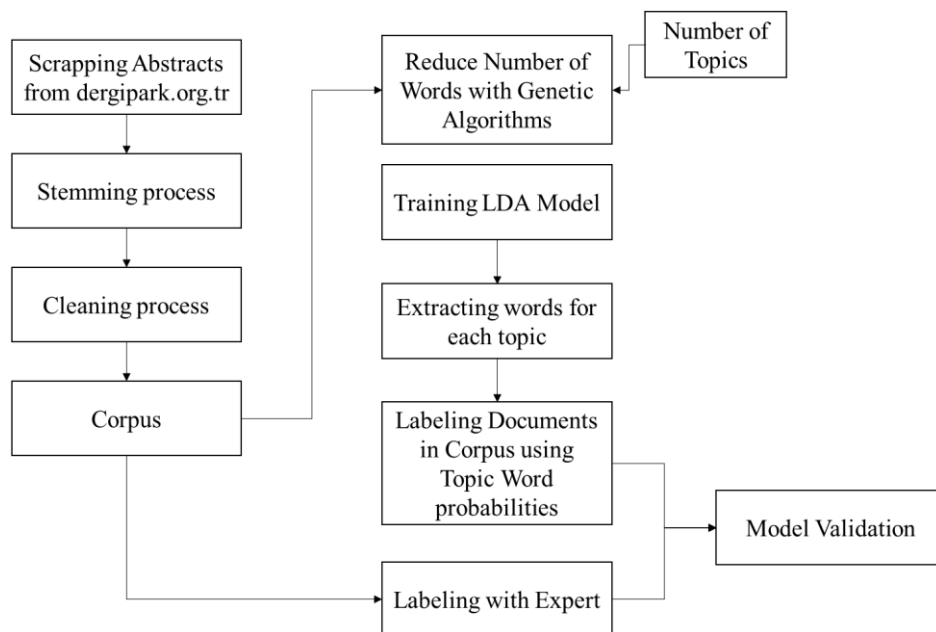 Scrapping Abstracts
from dergipark.org.tr
Stemming process
Cleaning process
Corpus
Reduce Number of
Words with Genetic
Algorithms
Number of
Topics
Training LDA Model
Extracting words for
each topic
Labeling Documents
in Corpus using
Topic Word
probabilities
Labeling with Expert
Model Validation